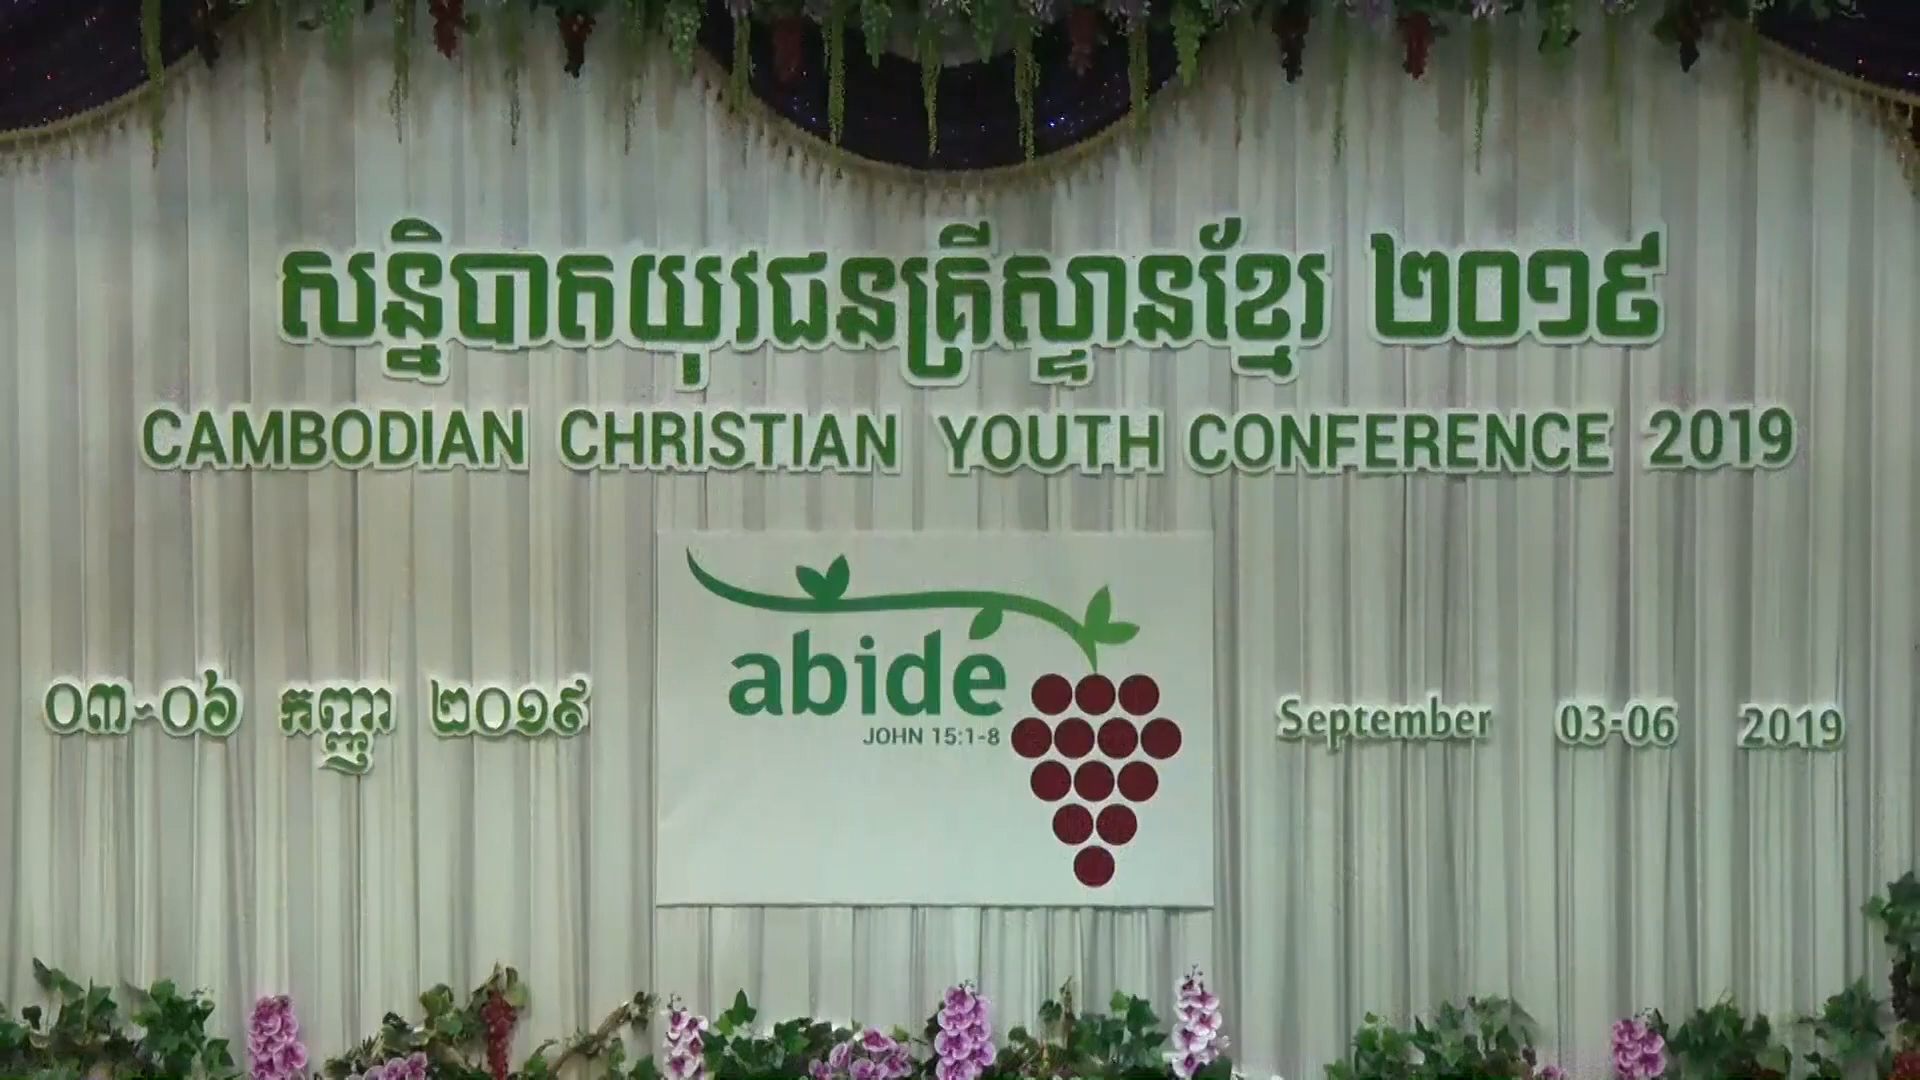 សន្និបាតយុវជនគ្រីស្ទានខ្មែរ ២០១៩
CAMBODIAN CHRISTIAN YOUTH CONFERENCE 2019
abide
JOHN 15:1-8
០៣-០៦ កញ្ញា ២០១៩
September 03-06 2019